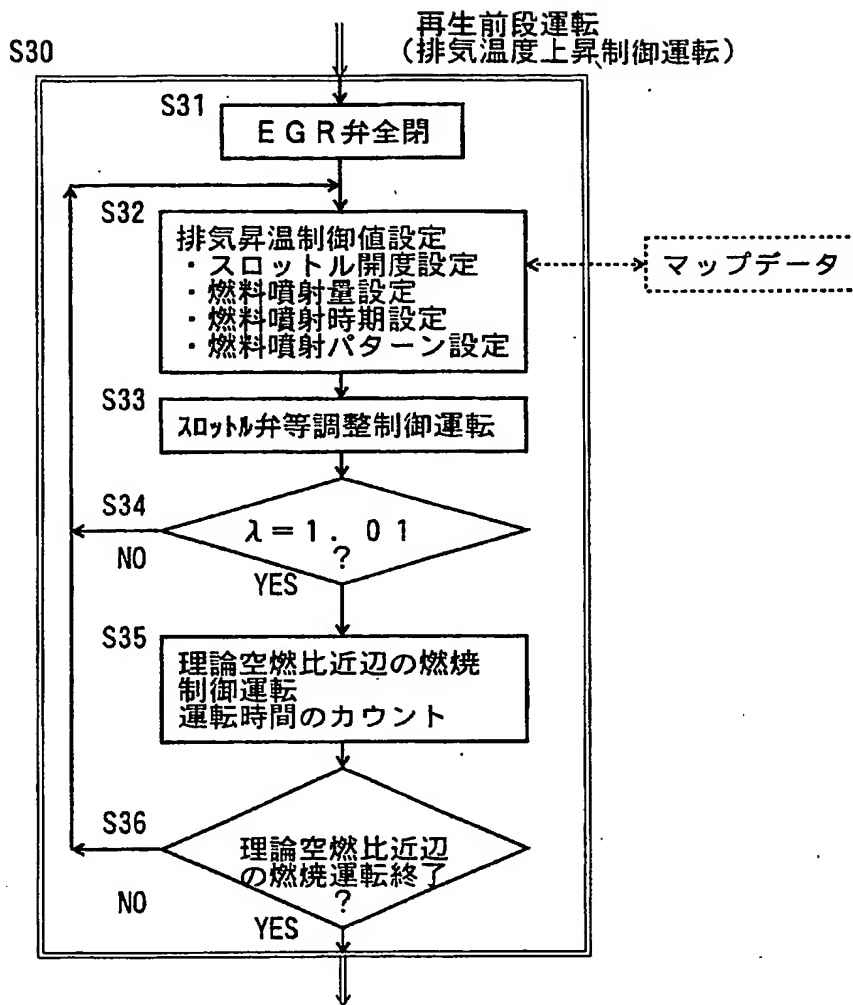 再生前段運転
(排気温度上昇制御運転)
S30
S31
EGR弁全閉
S32
排気昇温制御値設定
・スロットル開度設定
・燃料噴射量設定
・燃料噴射時期設定
・燃料噴射パターン設定
マップデータ
S33
スロットル弁等調整制御運転
S34
λ=1.01
?
NO
YES
S35
理論空燃比近辺の燃焼
制御運転
運転時間のカウント
S36
理論空燃比近辺
の燃焼運転終了
?
NO
YES